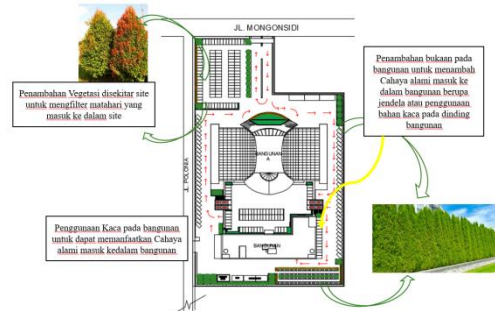 JL. MONGONSIDI
Penambahan Vegetasi disekitar site
untuk mengfilter matahari yang
masuk ke dalam site
Penambahan bukaan pada
bangunan untuk menambah
Cahaya alami masuk ke
dalam bangunan berupa
jendela atau penggunaan
bahan kaca pada dinding
bangunan
BANGUNAN
A
JL. POLONIA
Penggunaan Kaca pada bangunan
untuk dapat memanfaatkan Cahaya
alami masuk kedalam bangunan
BANGUNAN